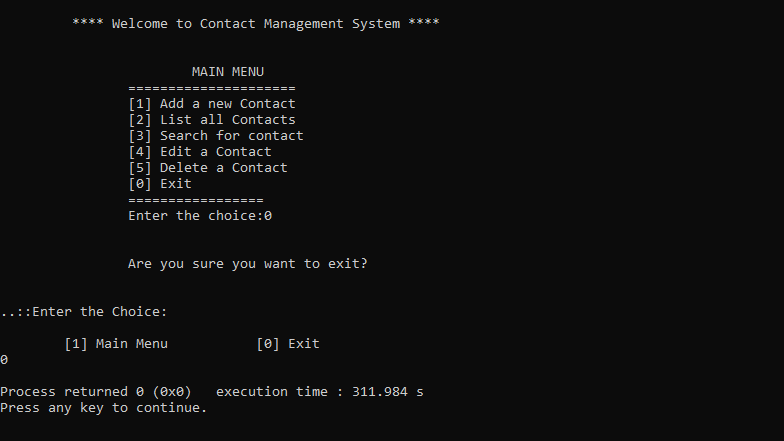 **** Welcome to Contact Management System ****
MAIN MENU
=====================
[1] Add a new Contact
[2] List all Contacts
[3] Search for contact
[4] Edit a Contact
[5] Delete a Contact
[0] Exit
=================
Enter the choice:0
Are you sure you want to exit?
..::Enter the Choice:
[1] Main Menu [0] Exit
0
Process returned 0 (0x0) execution time : 311.984 s
Press any key to continue.